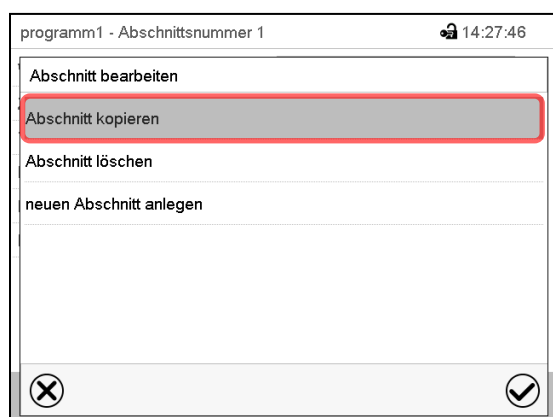 programm1 - Abschnittsnummer 1 14:27:46
Abschnitt bearbeiten
Abschnitt kopieren
Abschnitt löschen
neuen Abschnitt anlegen